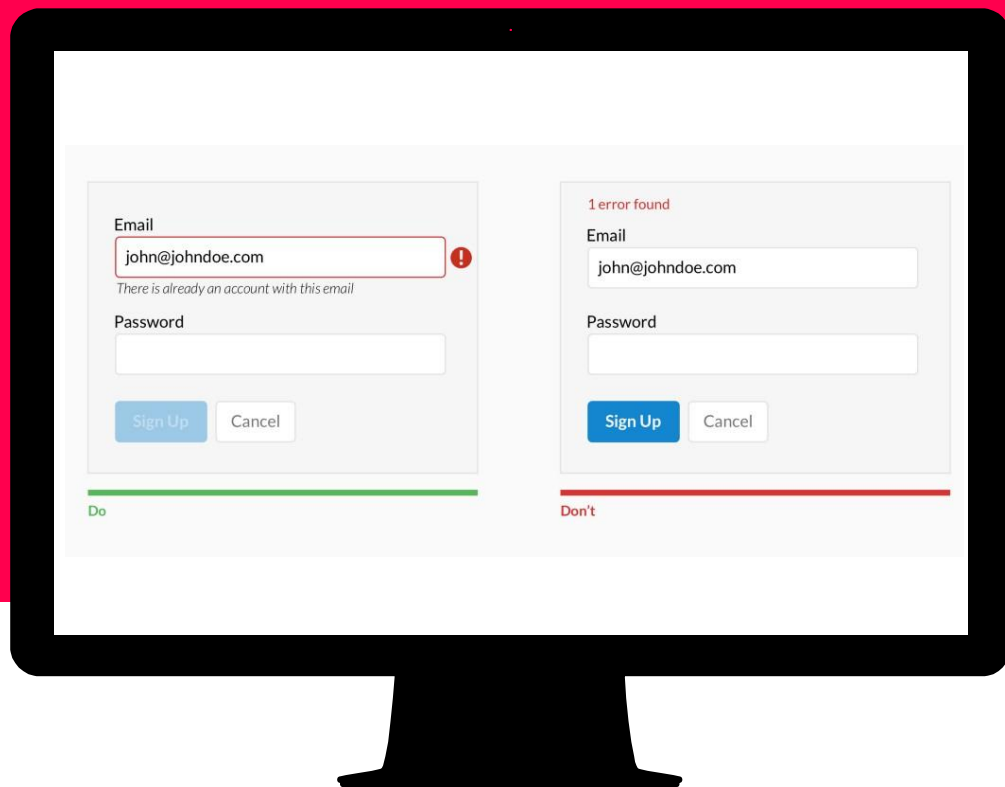 Email
john@johndoe.com
There is already an account with this email
Password
Sign Up
Cancel
Do
1 error found
Email
john@johndoe.com
Password
Sign Up
Cancel
Don't